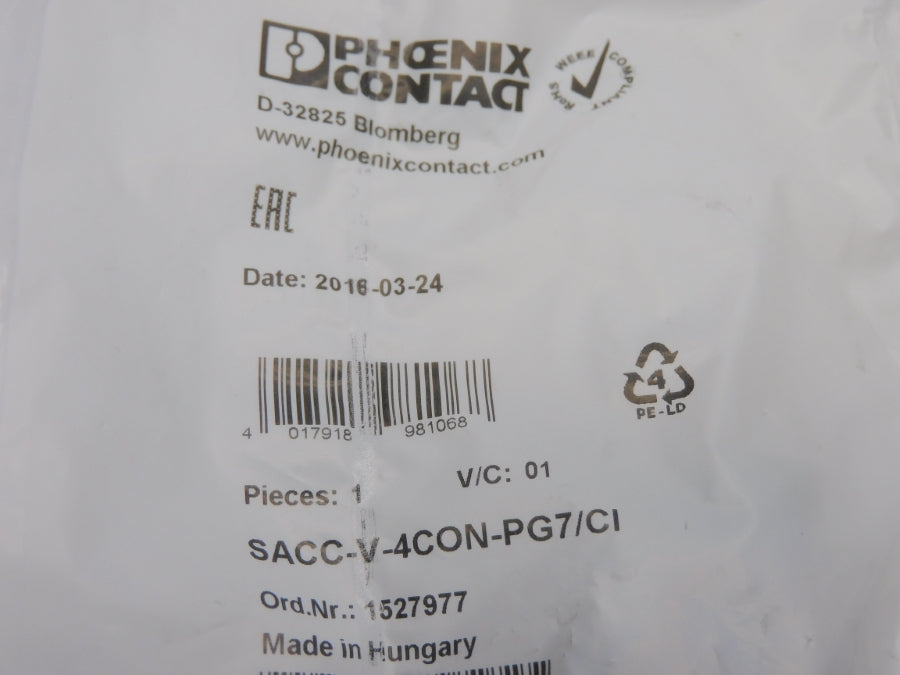 PHŒNIX
CONTACT
WEEE RoHS COMPLIANT
D-32825 Blomberg
www.phoenixcontact.com
EAC
Date: 2016-03-24
4 017918 981068
4
PE-LD
V/C: 01
Pieces: 1
SACC-V-4CON-PG7/CI
Ord.Nr.: 1527977
Made in Hungary